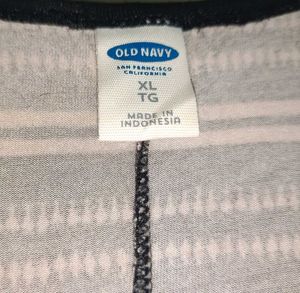 OLD NAVY
SAN FRANCISCO
CALIFORNIA
XL
TG
MADE IN
INDONESIA